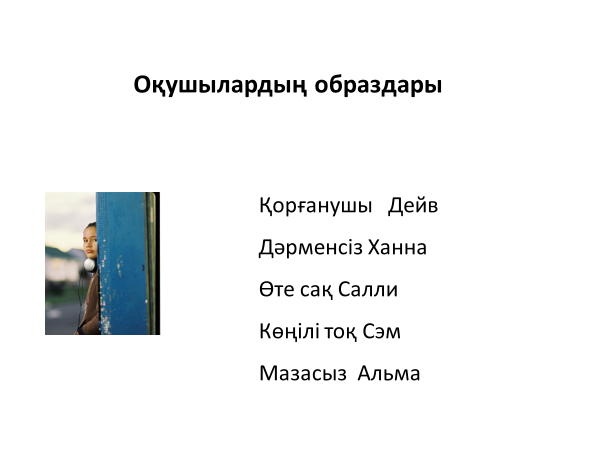 Оқушылардың образдары
Қорғанушы Дейв
Дәрменсіз Ханна
Өте сақ Салли
Көңілі тоқ Сэм
Мазасыз Альма